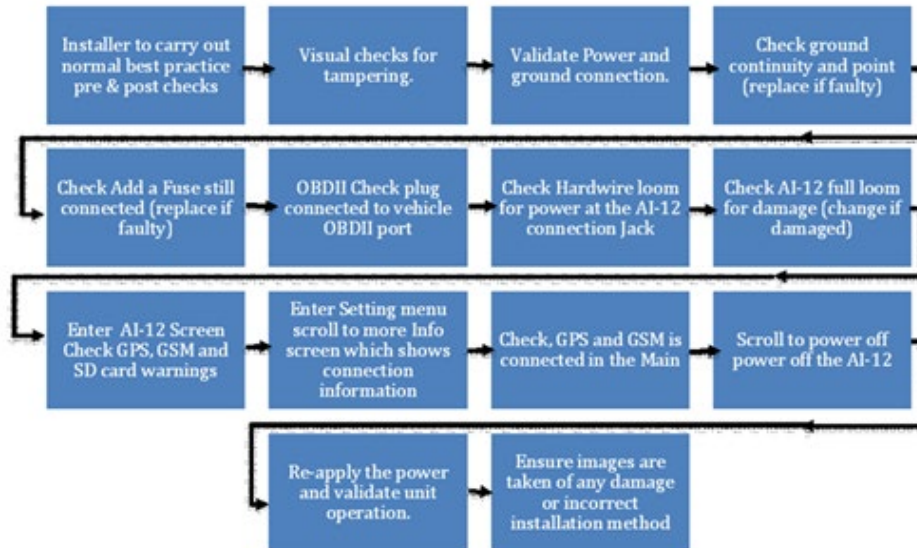 Installer to carry out
normal best practice
pre & post checks
Visual checks for
tampering.
Validate Power and
ground connection.
Check ground
continuity and point
(replace if faulty)
Check Add a Fuse still
connected (replace if
faulty)
OBDII Check plug
connected to vehicle
OBDII port
Check Hardwire loom
for power at the AI-12
connection Jack
Check AI-12 full loom
for damage (change if
damaged)
Enter AI-12 Screen
Check GPS, GSM and
SD card warnings
Enter Setting menu
scroll to more Info
screen which shows
connection
information
Check, GPS and GSM is
connected in the Main
Scroll to power off
power off the AI-12
Re-apply the power
and validate unit
operation.
Ensure images are
taken of any damage
or incorrect
installation method